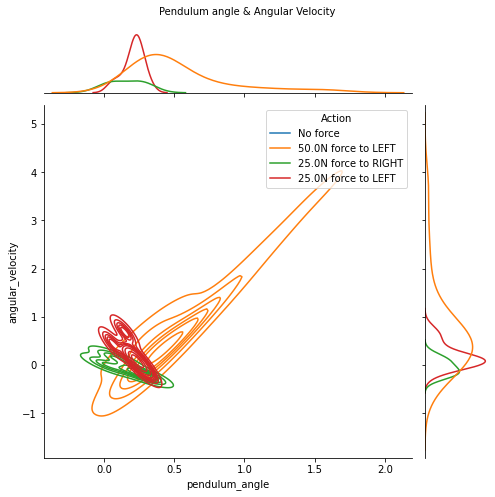 Pendulum angle & Angular Velocity
Action
No force
50.0N force to LEFT
25.0N force to RIGHT
25.0N force to LEFT
5
4
3
2
1
0
−1
angular_velocity
0.0 0.5 1.0 1.5 2.0
pendulum_angle